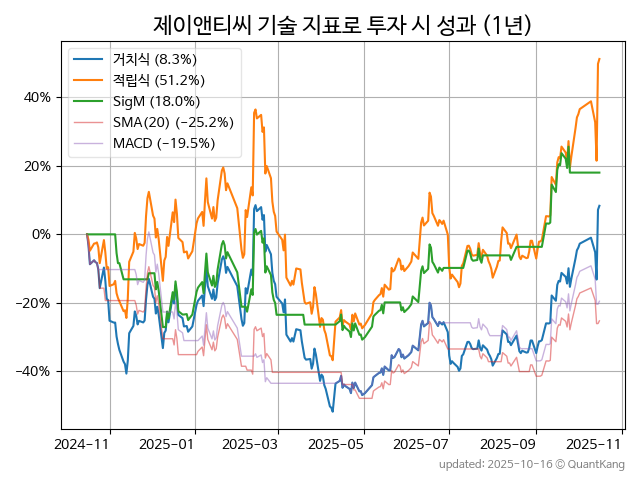 제이앤티씨 기술 지표로 투자 시 성과 (1년)
거치식 (8.3%)
적립식 (51.2%)
SigM (18.0%)
SMA(20) (−25.2%)
MACD (−19.5%)
40%
20%
0%
−20%
−40%
2024-11 2025-01 2025-03 2025-05 2025-07 2025-09 2025-11
updated: 2025-10-16 © QuantKang